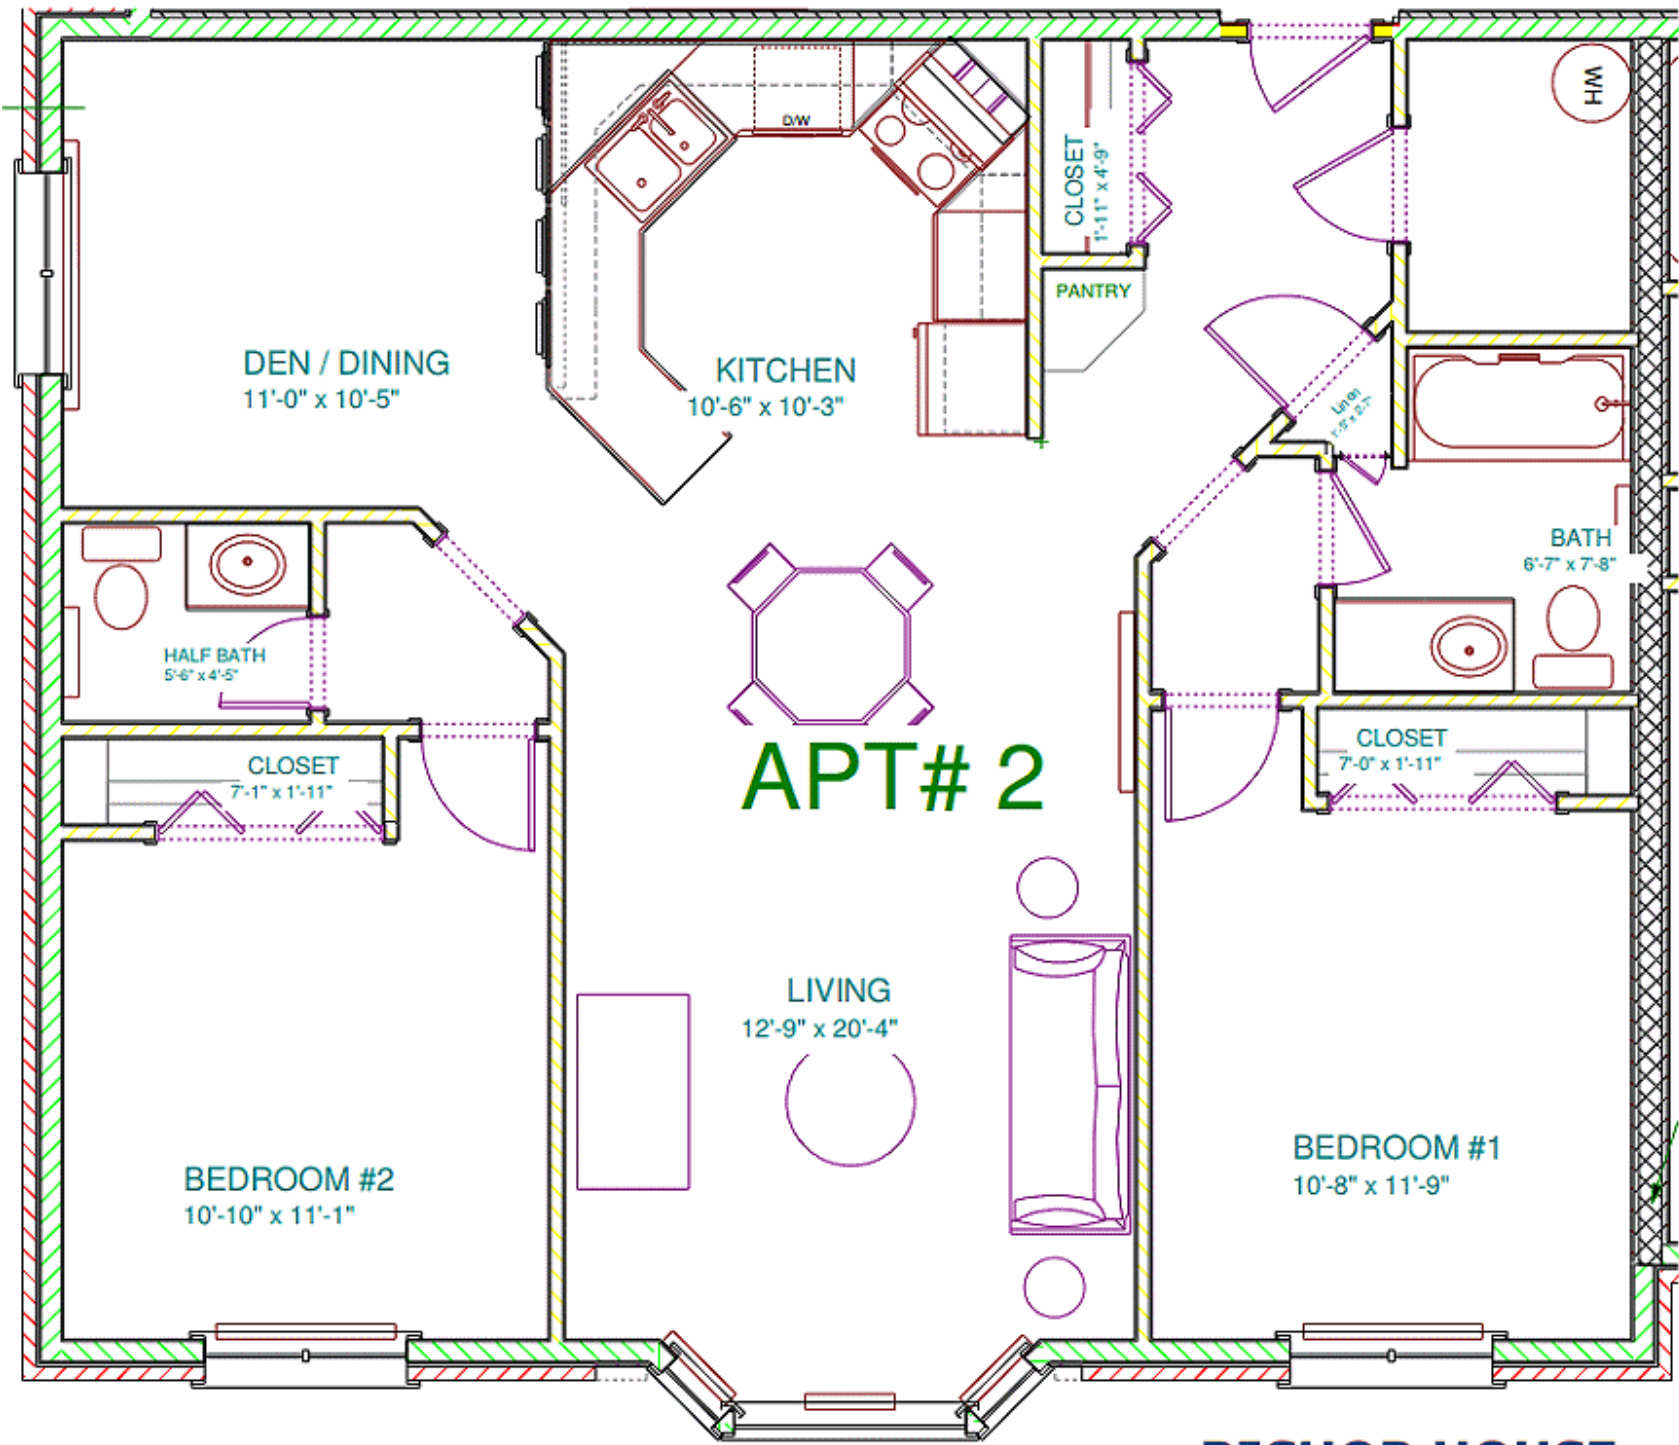 WH
D/W
CLOSET
1'-11" x 4'-9"
PANTRY
DEN / DINING
11'-0" x 10'-5"
KITCHEN
10'-6" x 10'-3"
Linen
BATH
6'-7" x 7'-8"
HALF BATH
5'-6" x 4'-5"
CLOSET
7'-1" x 1'-11"
CLOSET
7'-0" x 1'-11"
APT# 2
LIVING
12'-9" x 20'-4"
BEDROOM #2
10'-10" x 11'-1"
BEDROOM #1
10'-8" x 11'-9"